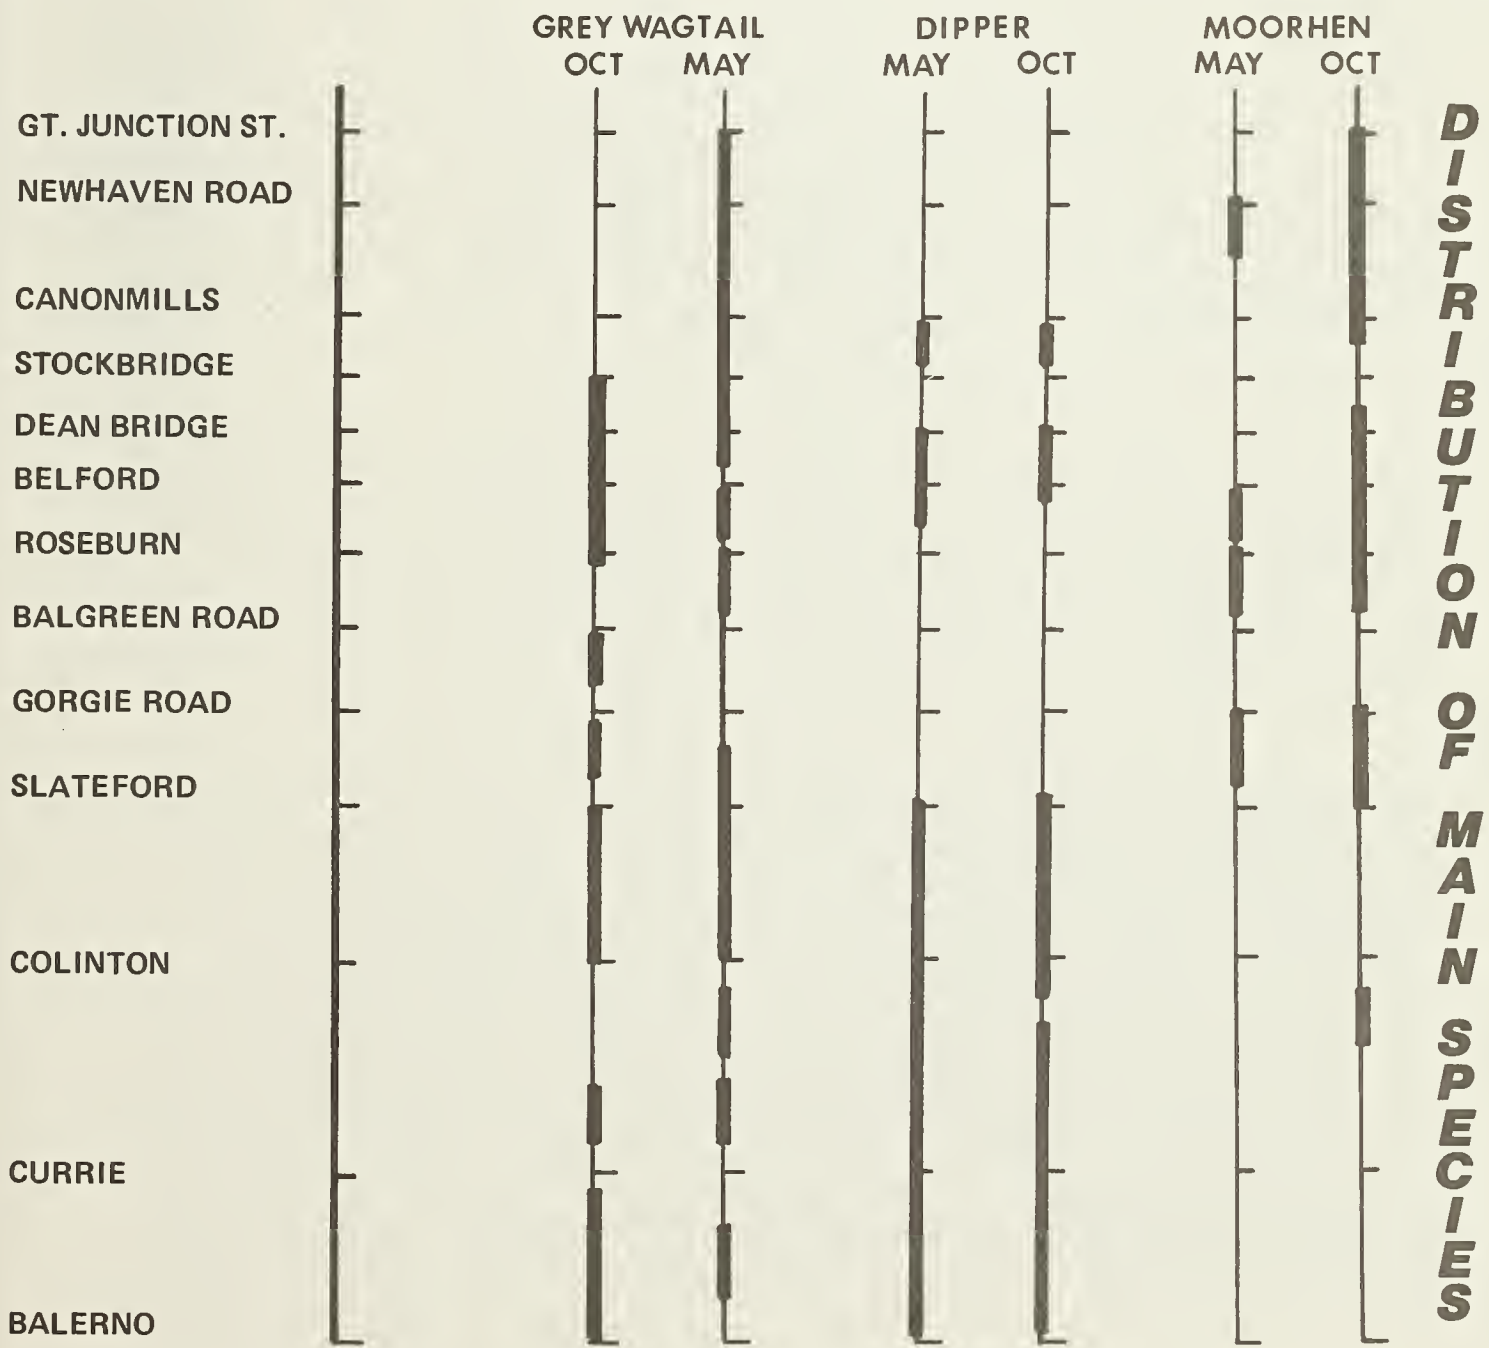 GREY WAGTAIL DIPPER MOORHEN
OCT MAY MAY OCT MAY OCT
GT. JUNCTION ST.
NEWHAVEN ROAD
CANONMILLS
STOCKBRIDGE
DEAN BRIDGE
BELFORD
ROSEBURN
BALGREEN ROAD
GORGIE ROAD
SLATEFORD
COLINTON
CURRIE
BALERNO
DISTRIBUTION OF MAIN SPECIES